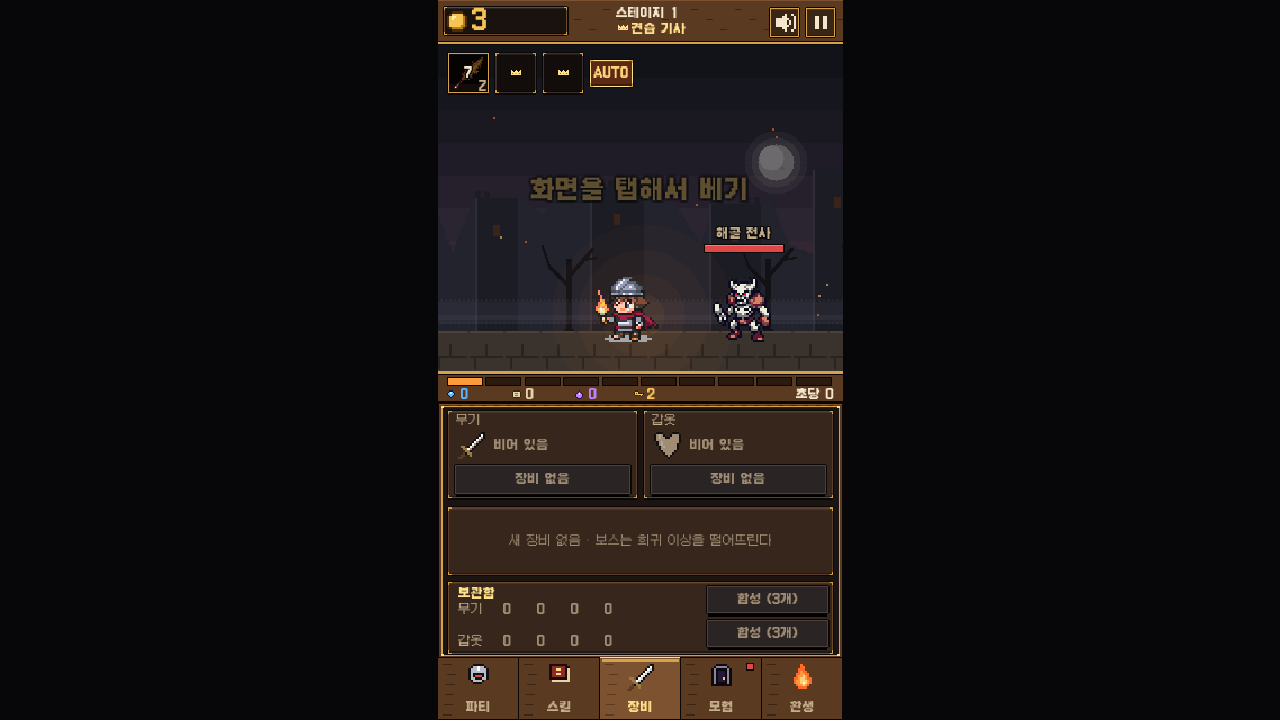 3
스테이지 1
견습 기사
7
Z
AUTO
화면을 탭해서 베기
해골 전사
0
0
0
2
초당 0
무기
비어 있음
장비 없음
갑옷
비어 있음
장비 없음
새 장비 없음 · 보스는 희귀 이상을 떨어뜨린다
보관함
무기 0 0 0 0
합성 (3개)
갑옷 0 0 0 0
합성 (3개)
파티
스킬
장비
모험
환생